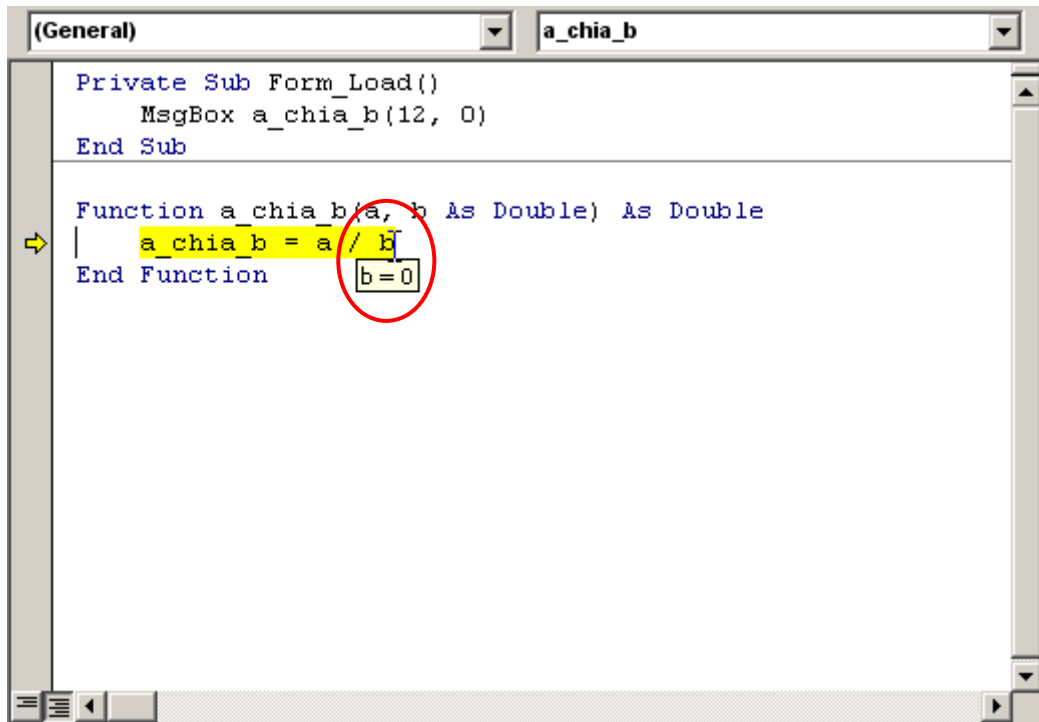 (General) a_chia_b
Private Sub Form_Load()
    MsgBox a_chia_b(12, 0)
End Sub
Function a_chia_b(a, b As Double) As Double
    a_chia_b = a / b
End Function
b = 0